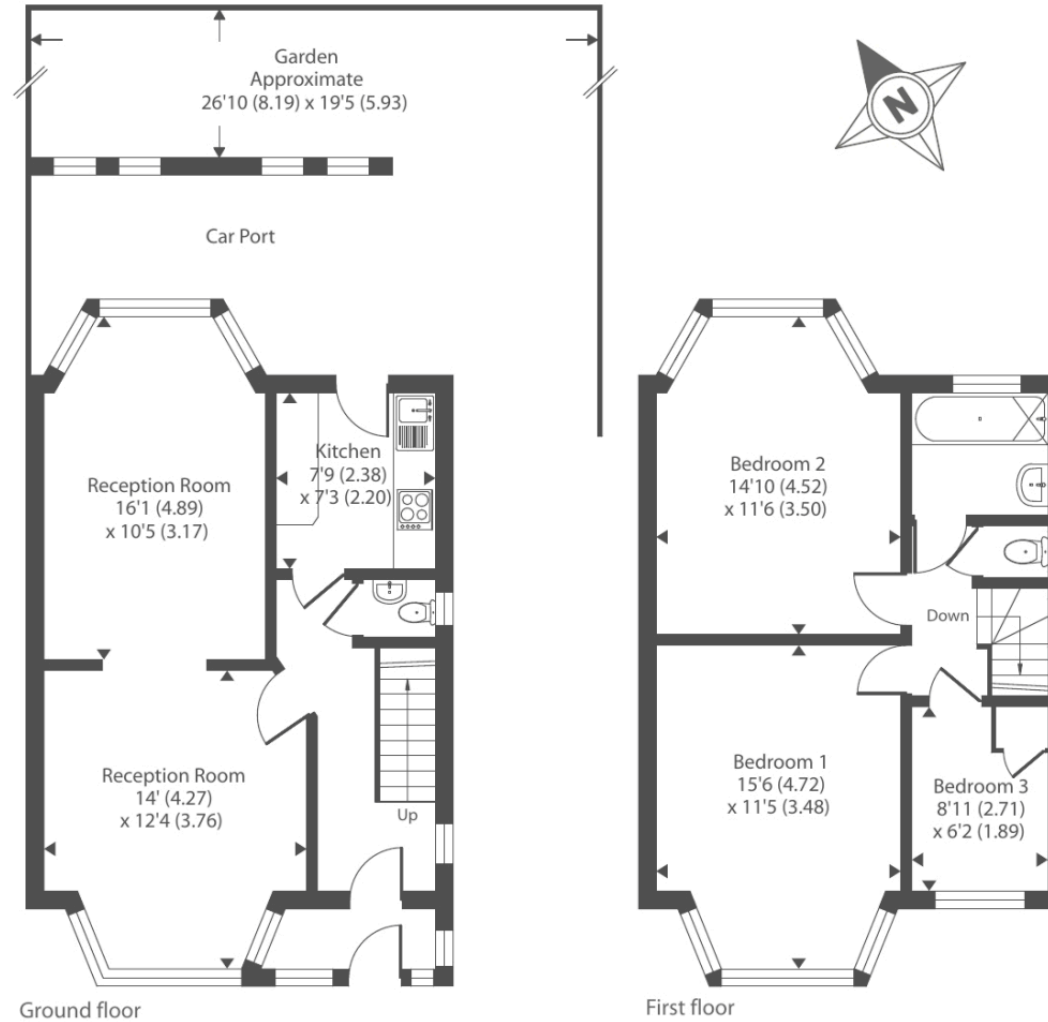 Garden
Approximate
26'10 (8.19) x 19'5 (5.93)
N
Car Port
Reception Room
16'1 (4.89)
x 10'5 (3.17)
Kitchen
7'9 (2.38)
x 7'3 (2.20)
Reception Room
14' (4.27)
x 12'4 (3.76)
Up
Ground floor
Bedroom 2
14'10 (4.52)
x 11'6 (3.50)
Down
Bedroom 1
15'6 (4.72)
x 11'5 (3.48)
Bedroom 3
8'11 (2.71)
x 6'2 (1.89)
First floor